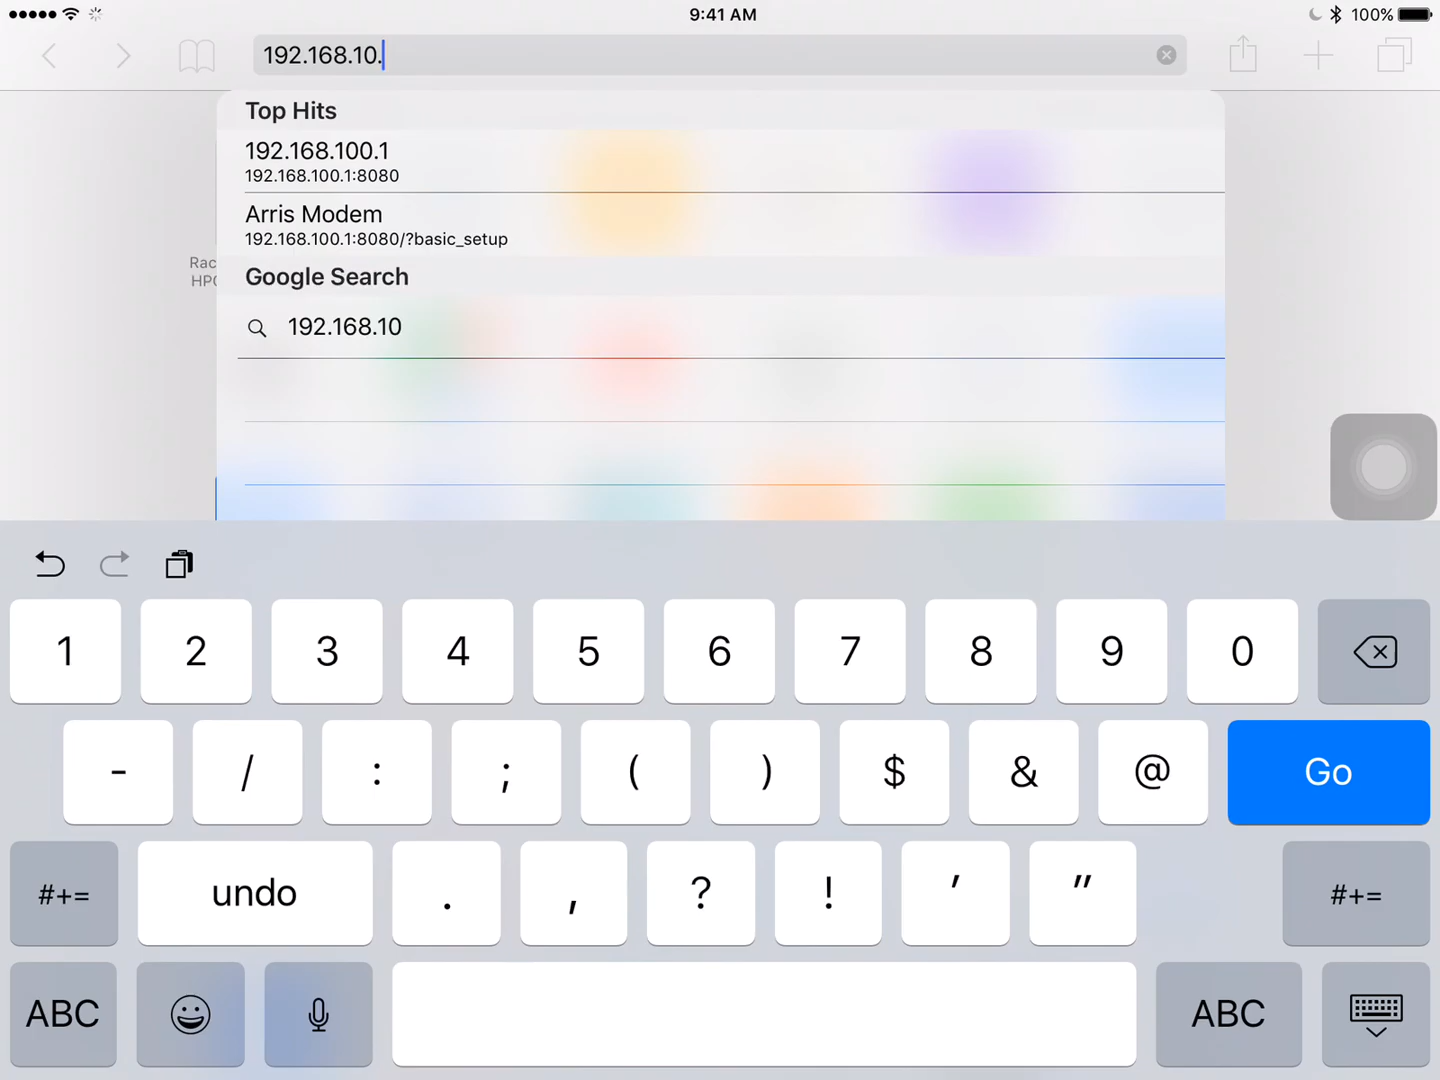 9:41 AM
100%
192.168.10.
Top Hits
192.168.100.1
192.168.100.1:8080
Arris Modem
192.168.100.1:8080/?basic_setup
Rac
HPC
Google Search
192.168.10
1 2 3 4 5 6 7 8 9 0
- / : ; ( ) $ & @ Go
#+= undo . , ? ! ' " #+=
ABC ABC